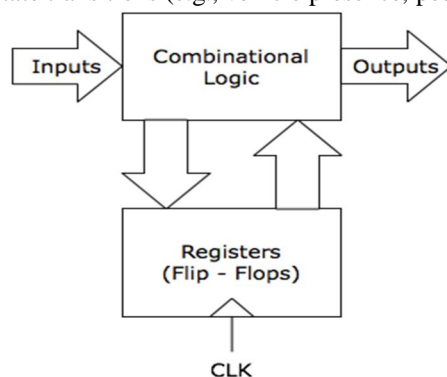 Combinational
Logic
Inputs
Outputs
Registers
(Flip - Flops)
CLK